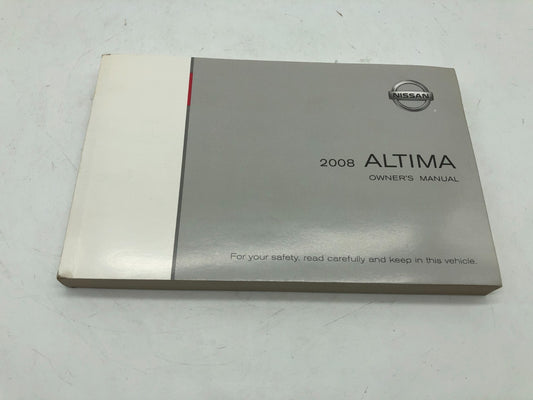 NISSAN
2008 ALTIMA
OWNER'S MANUAL
For your safety, read carefully and keep in this vehicle.